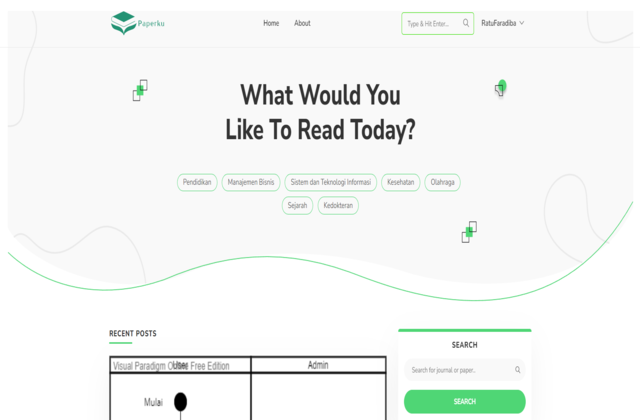 Paperku
Home
About
Type & Hit Enter...
RatuFaradiba
What Would You
Like To Read Today?
Pendidikan
Manajemen Bisnis
Sistem dan Teknologi Informasi
Kesehatan
Olahraga
Sejarah
Kedokteran
RECENT POSTS
SEARCH
Visual Paradigm Online Free Edition
User
Admin
Search for journal or paper..
Mulai
SEARCH